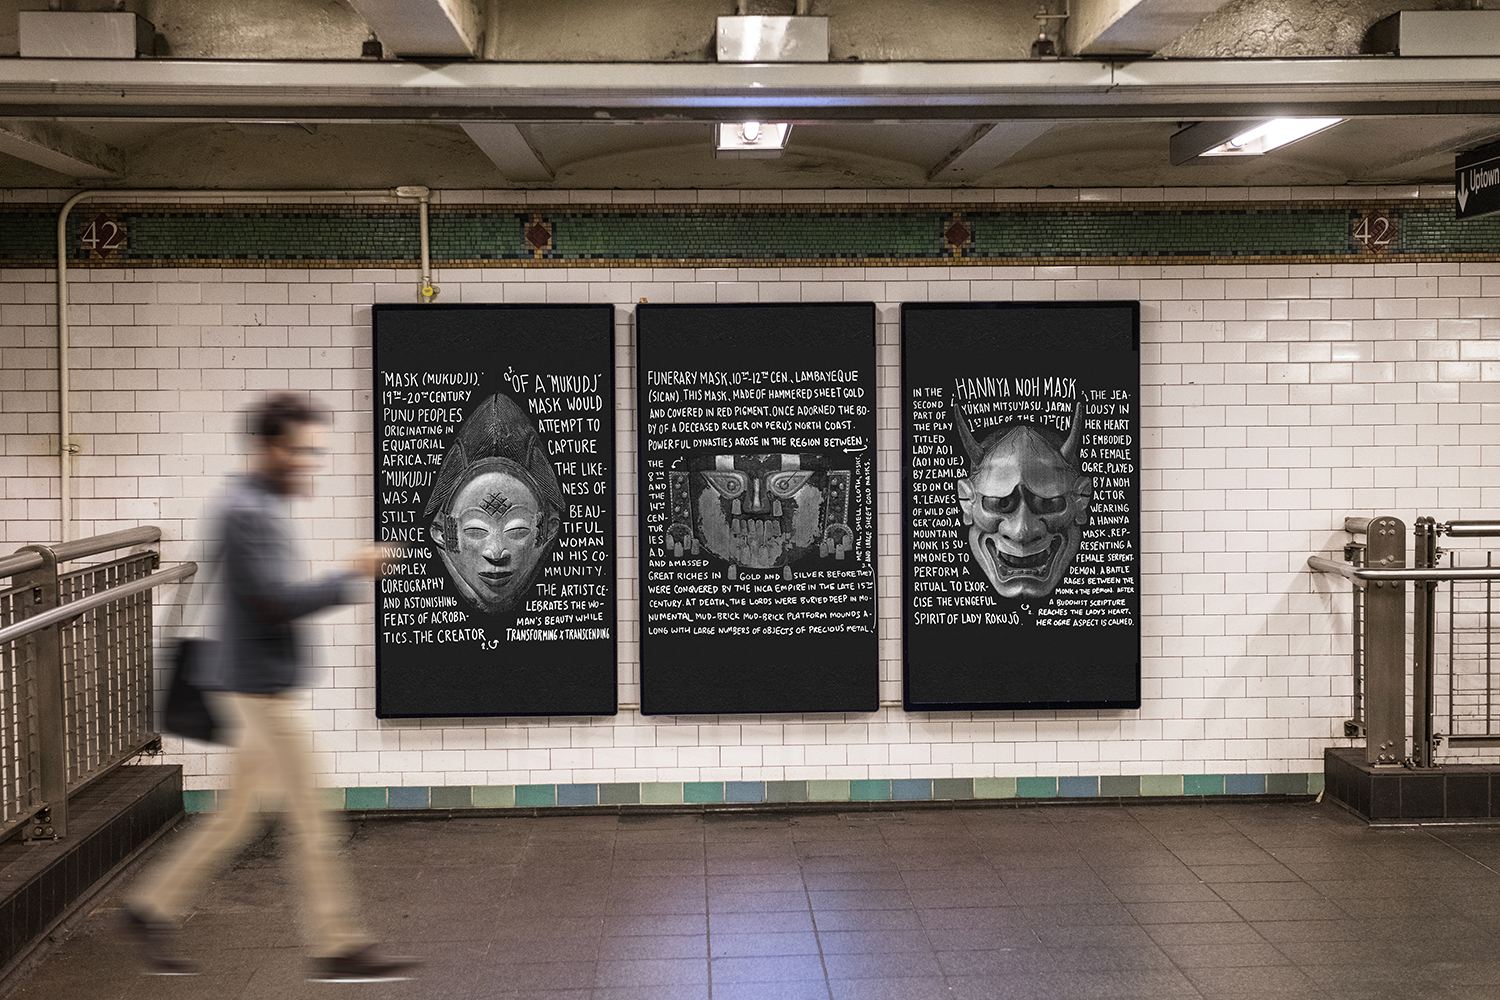 42
42
Uptown
"MASK (MUKUDJI).
19TH-20TH CENTURY
PUNU PEOPLES
ORIGINATING IN
EQUATORIAL
AFRICA, THE
"MUKUDJI"
WAS A
STILT
DANCE
INVOLVING
COMPLEX
COREOGRAPHY
AND ASTONISHING
FEATS OF ACROBA-
TICS. THE CREATOR
2.
3.
OF A "MUKUDJ"
MASK WOULD
ATTEMPT TO
CAPTURE
THE LIKE-
NESS OF
BEAU-
TIFUL
WOMAN
IN HIS CO-
MMUNITY.
THE ARTIST CE-
LEBRATES THE WO-
MAN'S BEAUTY WHILE
TRANSFORMING & TRANSCENDING
FUNERARY MASK, 10TH-12TH CEN., LAMBAYEQUE
(SICAN) THIS MASK, MADE OF HAMMERED SHEET GOLD
AND COVERED IN RED PIGMENT. ONCE ADORNED THE BO-
DY OF A DECEASED RULER ON PERU'S NORTH COAST.
POWERFUL DYNASTIES AROSE IN THE REGION BETWEEN
THE
8TH
AND
THE
14TH
CEN-
TUR
IES
A.D.
AND AMASSED
GREAT RICHES IN GOLD AND SILVER BEFORE THEY
WERE CONQUERED BY THE INCA EMPIRE IN THE LATE 15TH
CENTURY. AT DEATH, THE LORDS WERE BURIED DEEP IN MO-
NUMENTAL MUD-BRICK MUD-BRICK PLATFORM MOUNDS A-
LONG WITH LARGE NUMBERS OF OBJECTS OF PRECIOUS METAL,
METAL, SHELL, CLOTH, DISHE
AND LARGE SHEET GOLD MASKS.
HANNYA NOH MASK
YŪKAN MITSUYASU. JAPAN.
1ST HALF OF THE 17TH CEN
IN THE
SECOND
PART OF
THE PLAY
TITLED
LADY AOI
(AOI NO UE)
BY ZEAMI, BA
SED ON CH
9. "LEAVES
OF WILD GIN-
GER" (AOI), A
MOUNTAIN
MONK IS SU-
MMONED TO
PERFORM A
RITUAL TO EXOR-
CISE THE VENGEFUL
SPIRIT OF LADY ROKUJŌ.
2.
THE JEA-
LOUSY IN
HER HEART
IS EMBODIED
AS A FEMALE
OGRE, PLAYED
BY A NOH
ACTOR
WEARING
A HANNYA
MASK, REP-
RESENTING A
FEMALE SERPENT-
DEMON. A BATTLE
RAGES BETWEEN THE
MONK & THE DEMON. AFTER
A BUDDHIST SCRIPTURE
REACHES THE LADY'S HEART,
HER OGRE ASPECT IS CALMED.